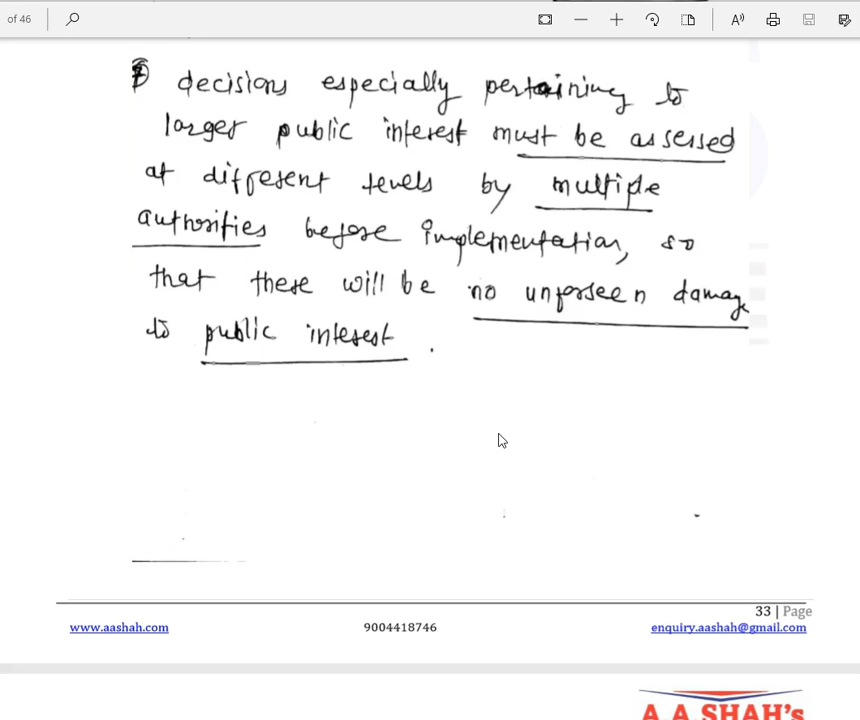 of 46
decisions especially pertaining to
larger public interest must be assessed
at different levels by multiple
authorities before implementation, so
that there will be no unforseen damage
to public interest.
33 | Page
www.aashah.com 9004418746 enquiry.aashah@gmail.com
A.A.SHAH's